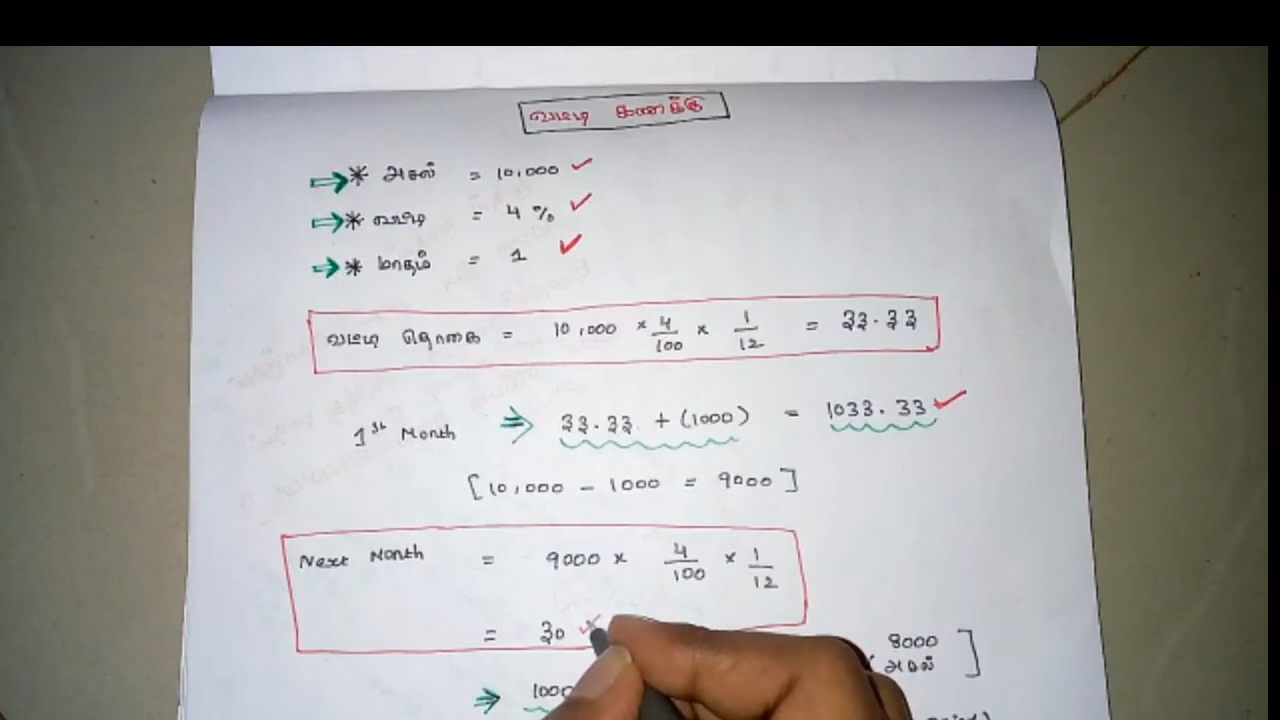 வட்டி கணக்கு
* அசல் = 10,000
* வட்டி = 4 %
* மாதம் = 1
வட்டி தொகை = 10,000 × 4/100 × 1/12 = 33.33
1st Month ⇒ 33.33 + (1000) = 1033.33
[10,000 - 1000 = 9000]
Next Month = 9000 × 4/100 × 1/12
= 30
8000
அசல் ]
⇒ 1000